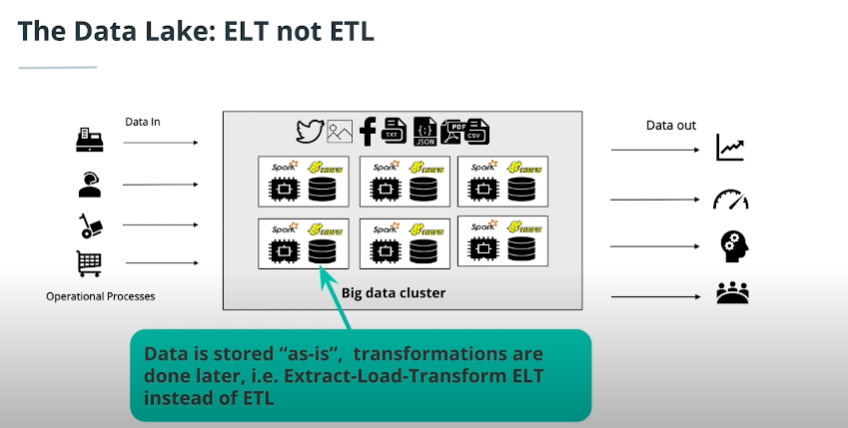 The Data Lake: ELT not ETL
Data In
Data out
TXT
{:}
JSON
PDF
CSV
Spark
Spark
Spark
Spark
Spark
Spark
Operational Processes
Big data cluster
Data is stored “as-is”, transformations are
done later, i.e. Extract-Load-Transform ELT
instead of ETL